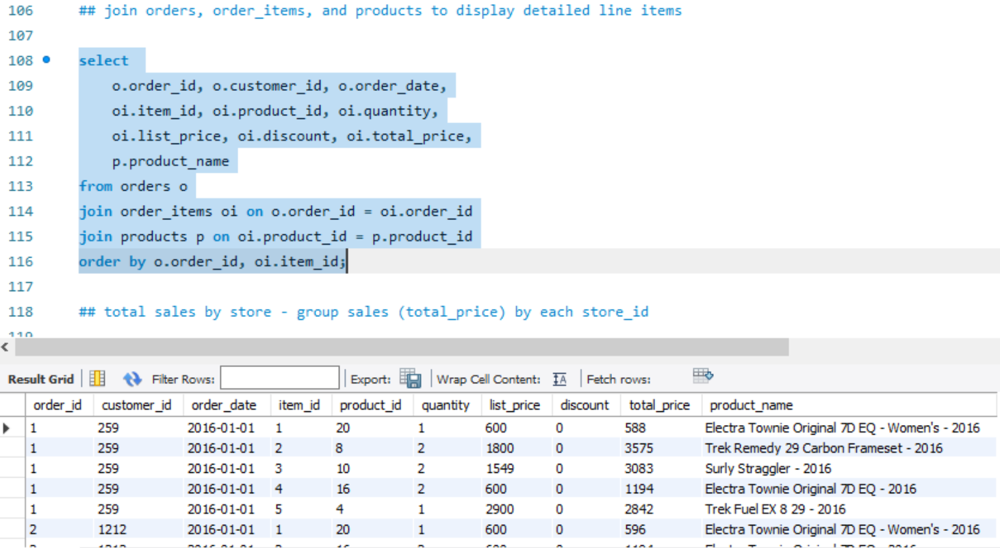 106 ## join orders, order_items, and products to display detailed line items
107
108 select
109 o.order_id, o.customer_id, o.order_date,
110 oi.item_id, oi.product_id, oi.quantity,
111 oi.list_price, oi.discount, oi.total_price,
112 p.product_name
113 from orders o
114 join order_items oi on o.order_id = oi.order_id
115 join products p on oi.product_id = p.product_id
116 order by o.order_id, oi.item_id;
117
118 ## total sales by store - group sales (total_price) by each store_id
119
Result Grid Filter Rows: Export: Wrap Cell Content: Fetch rows:
order_id customer_id order_date item_id product_id quantity list_price discount total_price product_name
1 259 2016-01-01 1 20 1 600 0 588 Electra Townie Original 7D EQ - Women's - 2016
1 259 2016-01-01 2 8 2 1800 0 3575 Trek Remedy 29 Carbon Frameset - 2016
1 259 2016-01-01 3 10 2 1549 0 3083 Surly Straggler - 2016
1 259 2016-01-01 4 16 2 600 0 1194 Electra Townie Original 7D EQ - 2016
1 259 2016-01-01 5 4 1 2900 0 2842 Trek Fuel EX 8 29 - 2016
2 1212 2016-01-01 1 20 1 600 0 596 Electra Townie Original 7D EQ - Women's - 2016